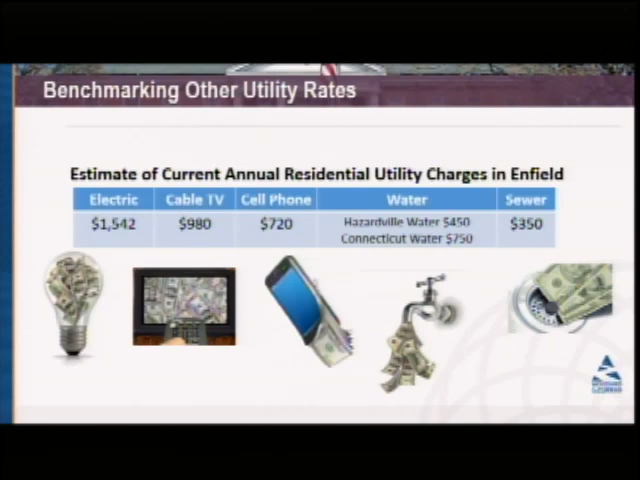 Benchmarking Other Utility Rates
Estimate of Current Annual Residential Utility Charges in Enfield
Electric Cable TV Cell Phone Water Sewer
$1,542 $980 $720 Hazardville Water $450 $350
Connecticut Water $750